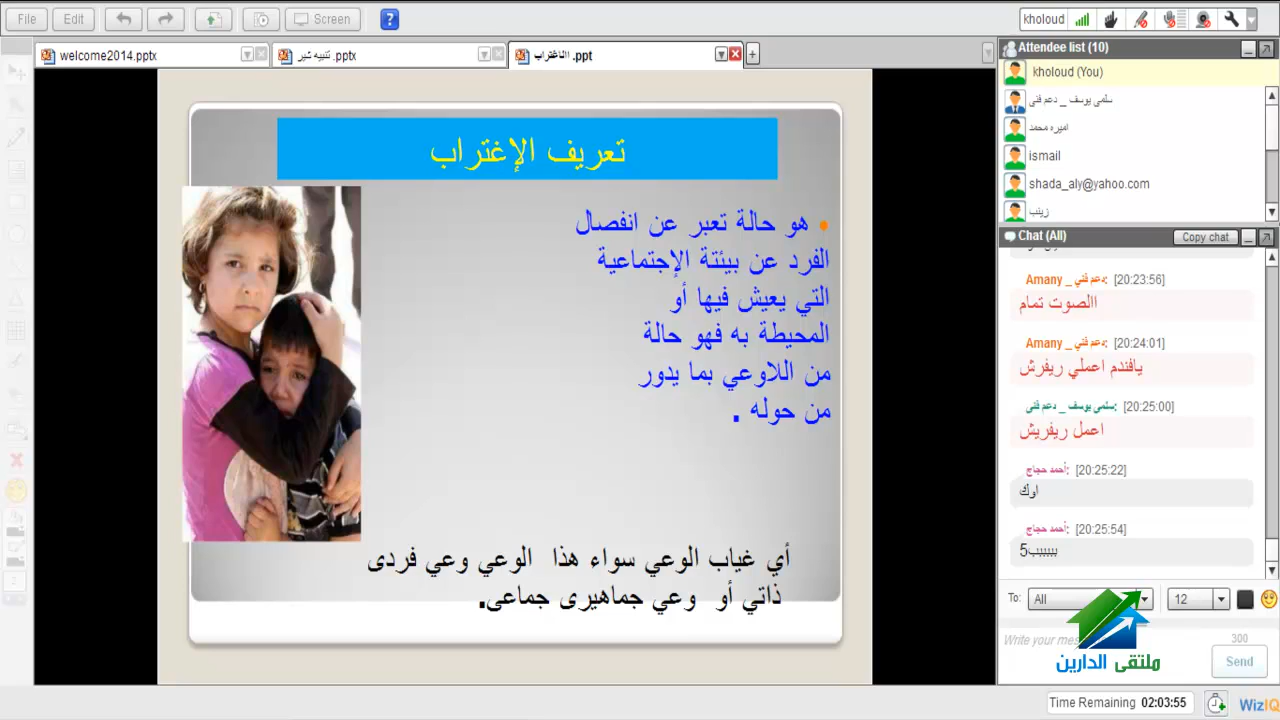 File
Edit
Screen
?
kholoud
welcome2014.pptx
تنبيه شير .pptx
ااالاغتراب .ppt
Attendee list (10)
kholoud (You)
سلمى يوسف _ دعم فنى
اميره محمد
ismail
shada_aly@yahoo.com
زينب
تعريف الإغتراب
• هو حالة تعبر عن انفصال
الفرد عن بيئتة الإجتماعية
التي يعيش فيها أو
المحيطة به فهو حالة
من اللاوعي بما يدور
من حوله .
أي غياب الوعي سواء هذا الوعي وعي فردى
ذاتي أو وعي جماهيرى جماعى.
Chat (All)
Copy chat
Amany _ دعم فني: [20:23:56]
االصوت تمام
Amany _ دعم فني: [20:24:01]
يافندم اعملي ريفرش
سلمى يوسف _ دعم فنى: [20:25:00]
اعمل ريفريش
أحمد حجاج: [20:25:22]
اوك
أحمد حجاج: [20:25:54]
بببببب5
To: All
12
Write your mes
300
Send
ملتقى الدارين
Time Remaining 02:03:55
WizIQ